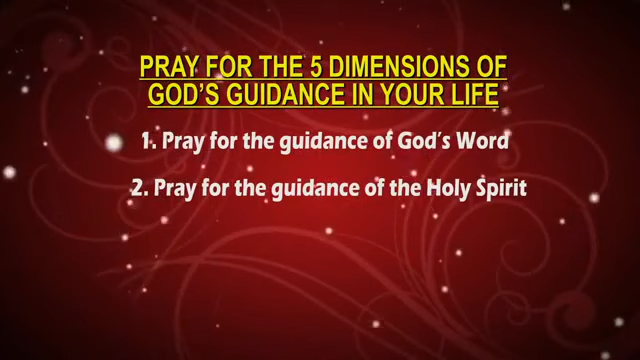 PRAY FOR THE 5 DIMENSIONS OF
GOD'S GUIDANCE IN YOUR LIFE
1. Pray for the guidance of God's Word
2. Pray for the guidance of the Holy Spirit